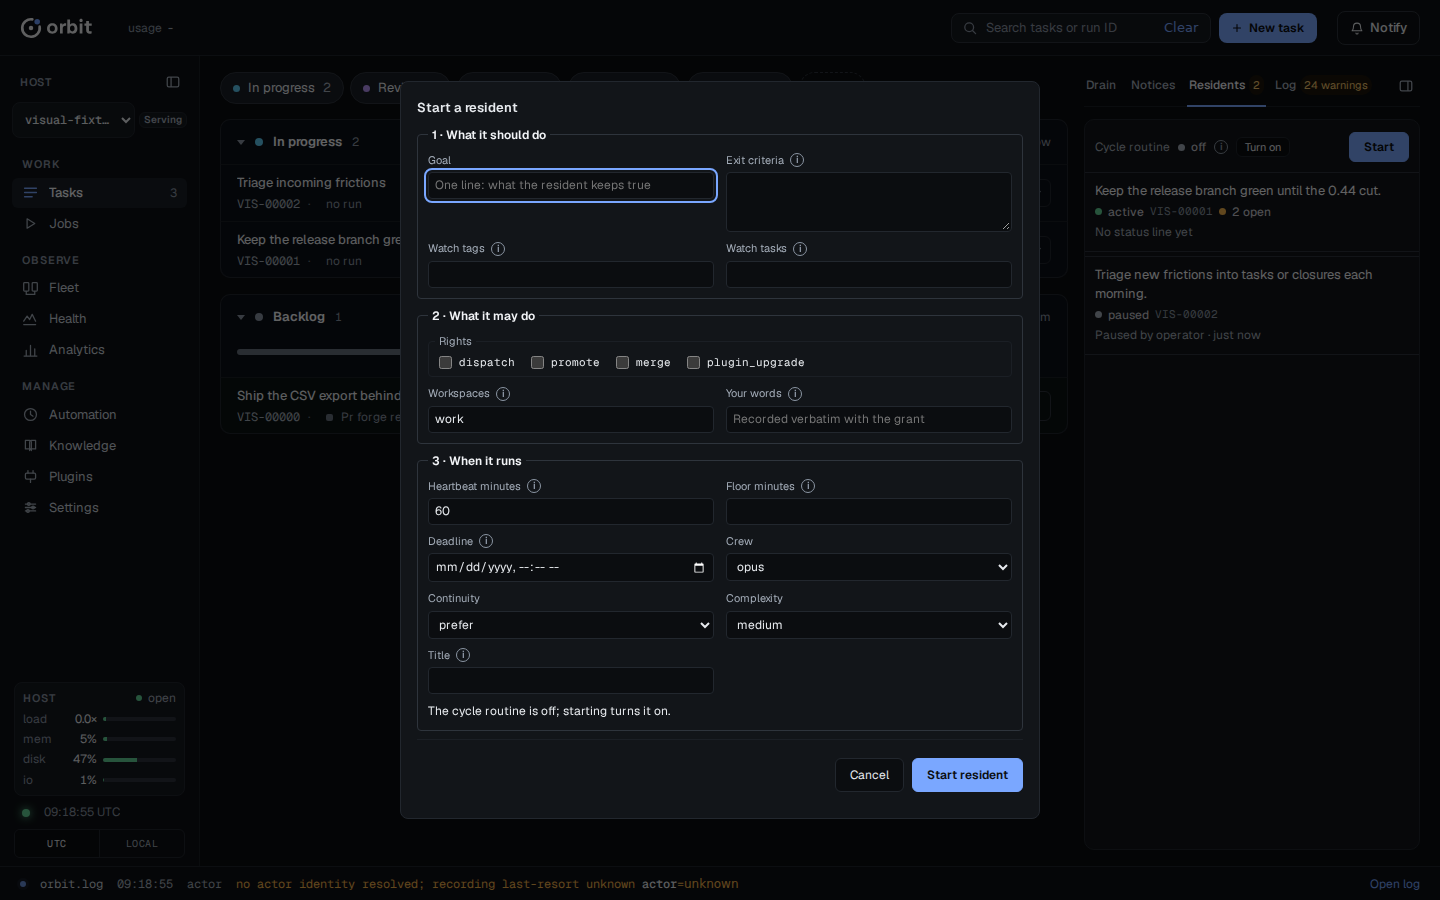 orbit
usage -
Search tasks or run ID
Clear
+ New task
Notify
HOST
visual-fixt…
Serving
WORK
Tasks 3
Jobs
OBSERVE
Fleet
Health
Analytics
MANAGE
Automation
Knowledge
Plugins
Settings
HOST open
load 0.0×
mem 5%
disk 47%
io 1%
09:18:55 UTC
UTC LOCAL
In progress 2
Rev
In progress 2
Triage incoming frictions
VIS-00002 · no run
Keep the release branch gre
VIS-00001 · no run
Backlog 1
Ship the CSV export behind
VIS-00000 · Pr forge re
Start a resident
1 · What it should do
Goal
One line: what the resident keeps true
Exit criteria
Watch tags
Watch tasks
2 · What it may do
Rights
dispatch promote merge plugin_upgrade
Workspaces
work
Your words
Recorded verbatim with the grant
3 · When it runs
Heartbeat minutes
60
Floor minutes
Deadline
mm/dd/yyyy, --:-- --
Crew
opus
Continuity
prefer
Complexity
medium
Title
The cycle routine is off; starting turns it on.
Cancel
Start resident
Drain Notices Residents 2 Log 24 warnings
Cycle routine off Turn on Start
Keep the release branch green until the 0.44 cut.
active VIS-00001 2 open
No status line yet
Triage new frictions into tasks or closures each
morning.
paused VIS-00002
Paused by operator · just now
orbit.log 09:18:55 actor no actor identity resolved; recording last-resort unknown actor=unknown
Open log